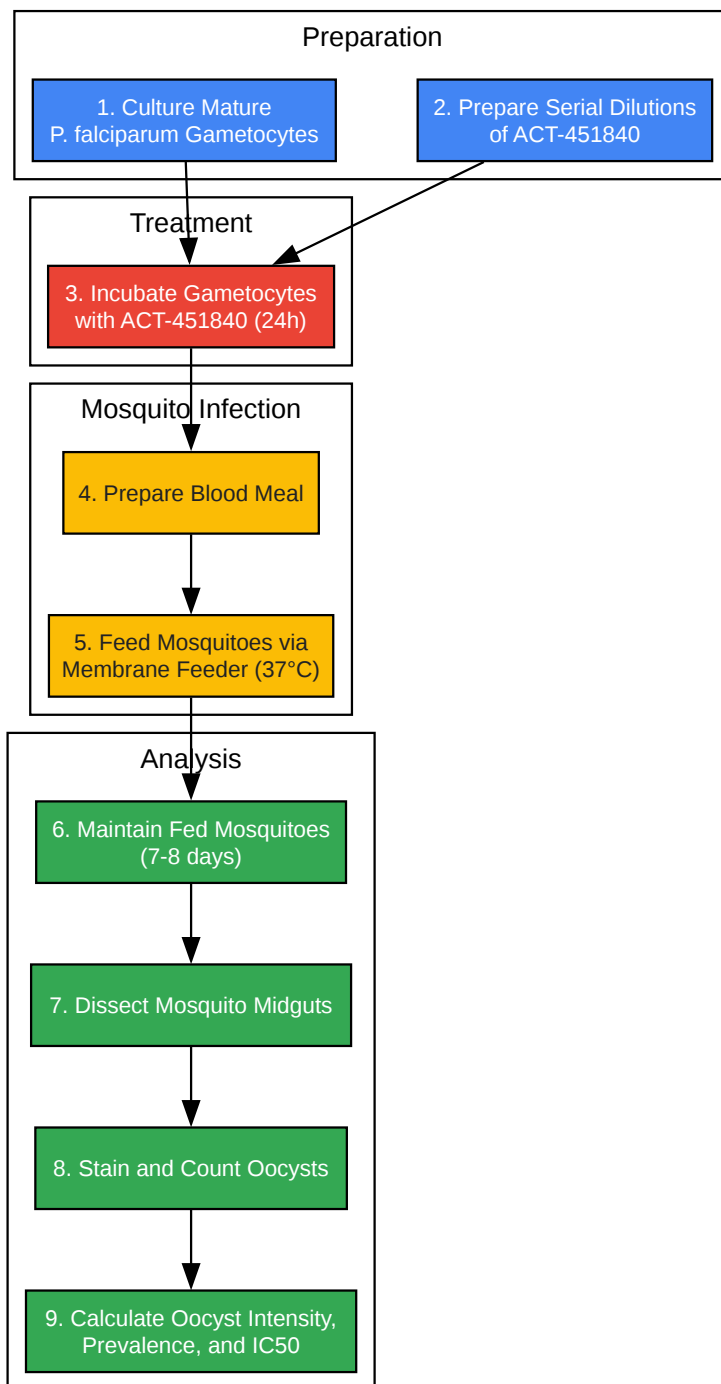 Preparation
1. Culture Mature
P. falciparum Gametocytes
2. Prepare Serial Dilutions
of ACT-451840
Treatment
3. Incubate Gametocytes
with ACT-451840 (24h)
Mosquito Infection
4. Prepare Blood Meal
5. Feed Mosquitoes via
Membrane Feeder (37°C)
Analysis
6. Maintain Fed Mosquitoes
(7-8 days)
7. Dissect Mosquito Midguts
8. Stain and Count Oocysts
9. Calculate Oocyst Intensity,
Prevalence, and IC50